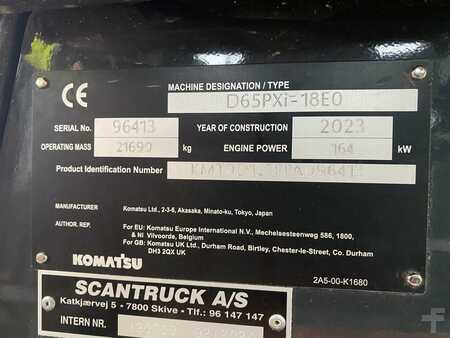 CE
MACHINE DESIGNATION / TYPE
D65PXi-18E0
SERIAL No. 96413 YEAR OF CONSTRUCTION 2023
OPERATING MASS 21690 kg ENGINE POWER 164 kW
Product Identification Number
MANUFACTURER Komatsu Ltd., 2-3-6, Akasaka, Minato-ku, Tokyo, Japan
AUTHOR. REP.
For EU: Komatsu Europe International N.V., Mechelsesteenweg 586, 1800,
& NI Vilvoorde, Belgium
For GB: Komatsu UK Ltd., Durham Road, Birtley, Chester-le-Street, Co. Durham
DH3 2QX UK
KOMATSU
2A5-00-K1680
SCANTRUCK A/S
Katkjærvej 5 - 7800 Skive - Tlf.: 96 147 147
INTERN NR.